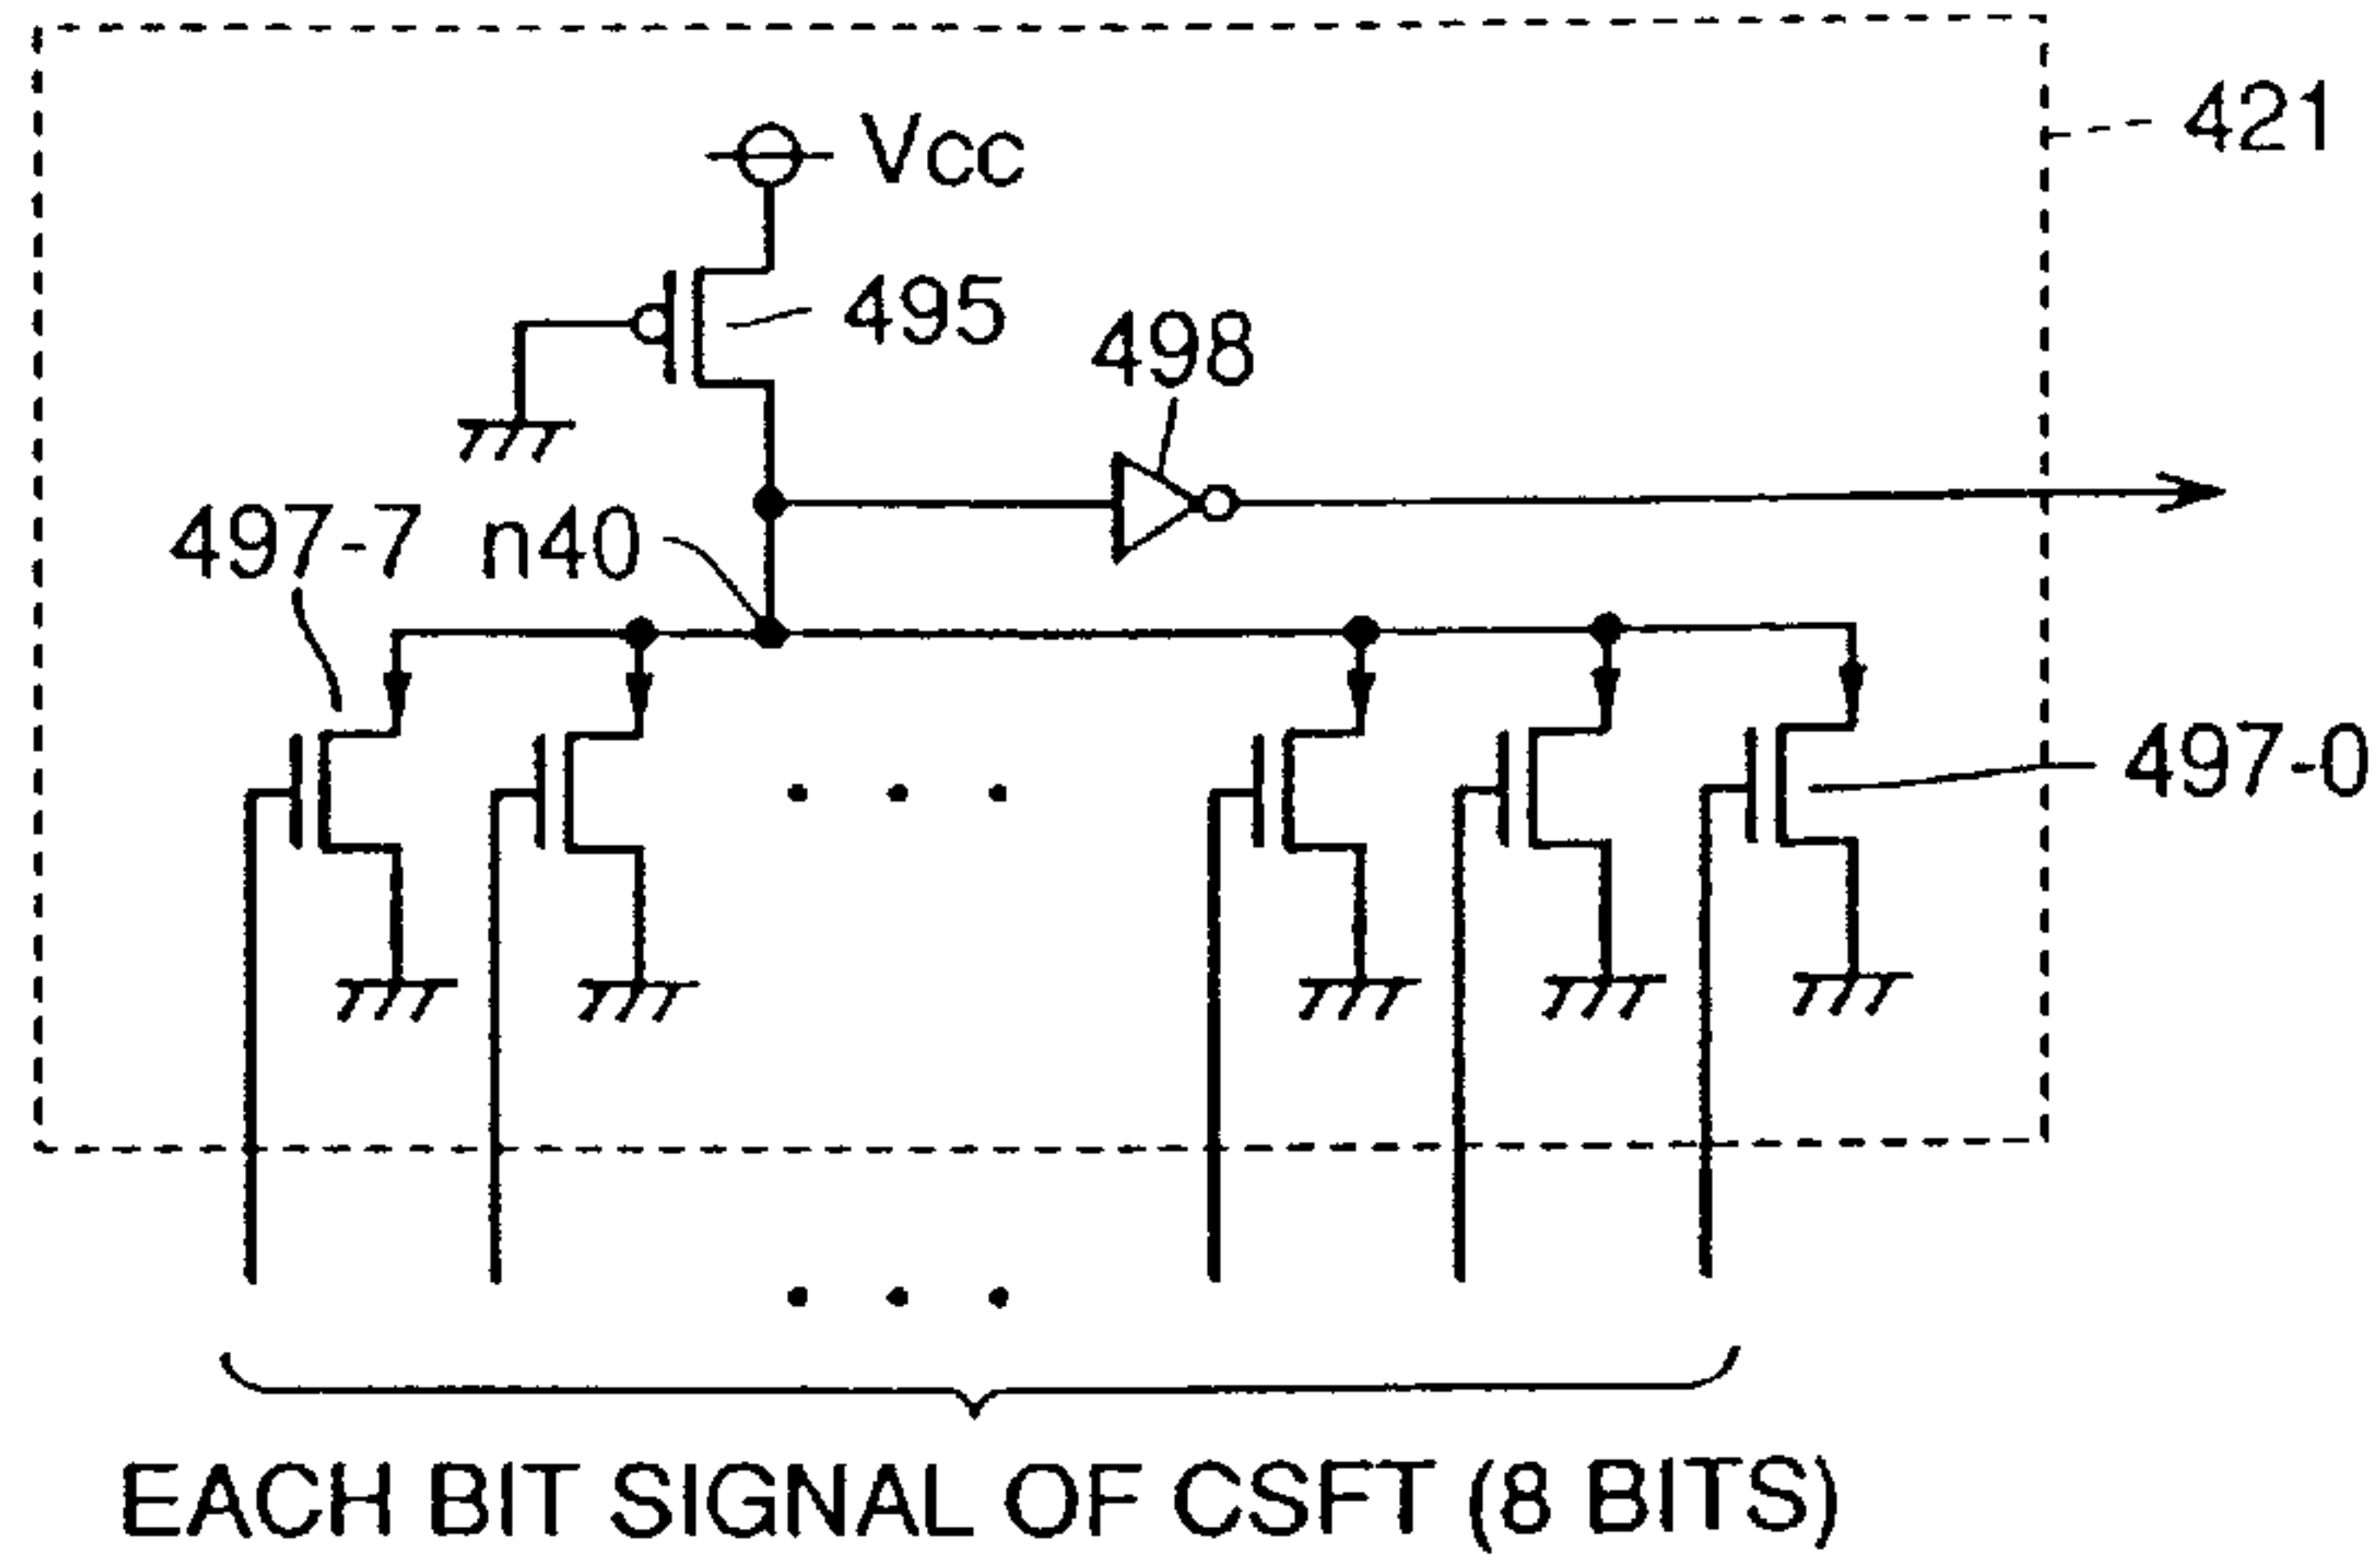 421
Vcc
495
498
497-7 n40
497-0
EACH BIT SIGNAL OF CSFT (8 BITS)